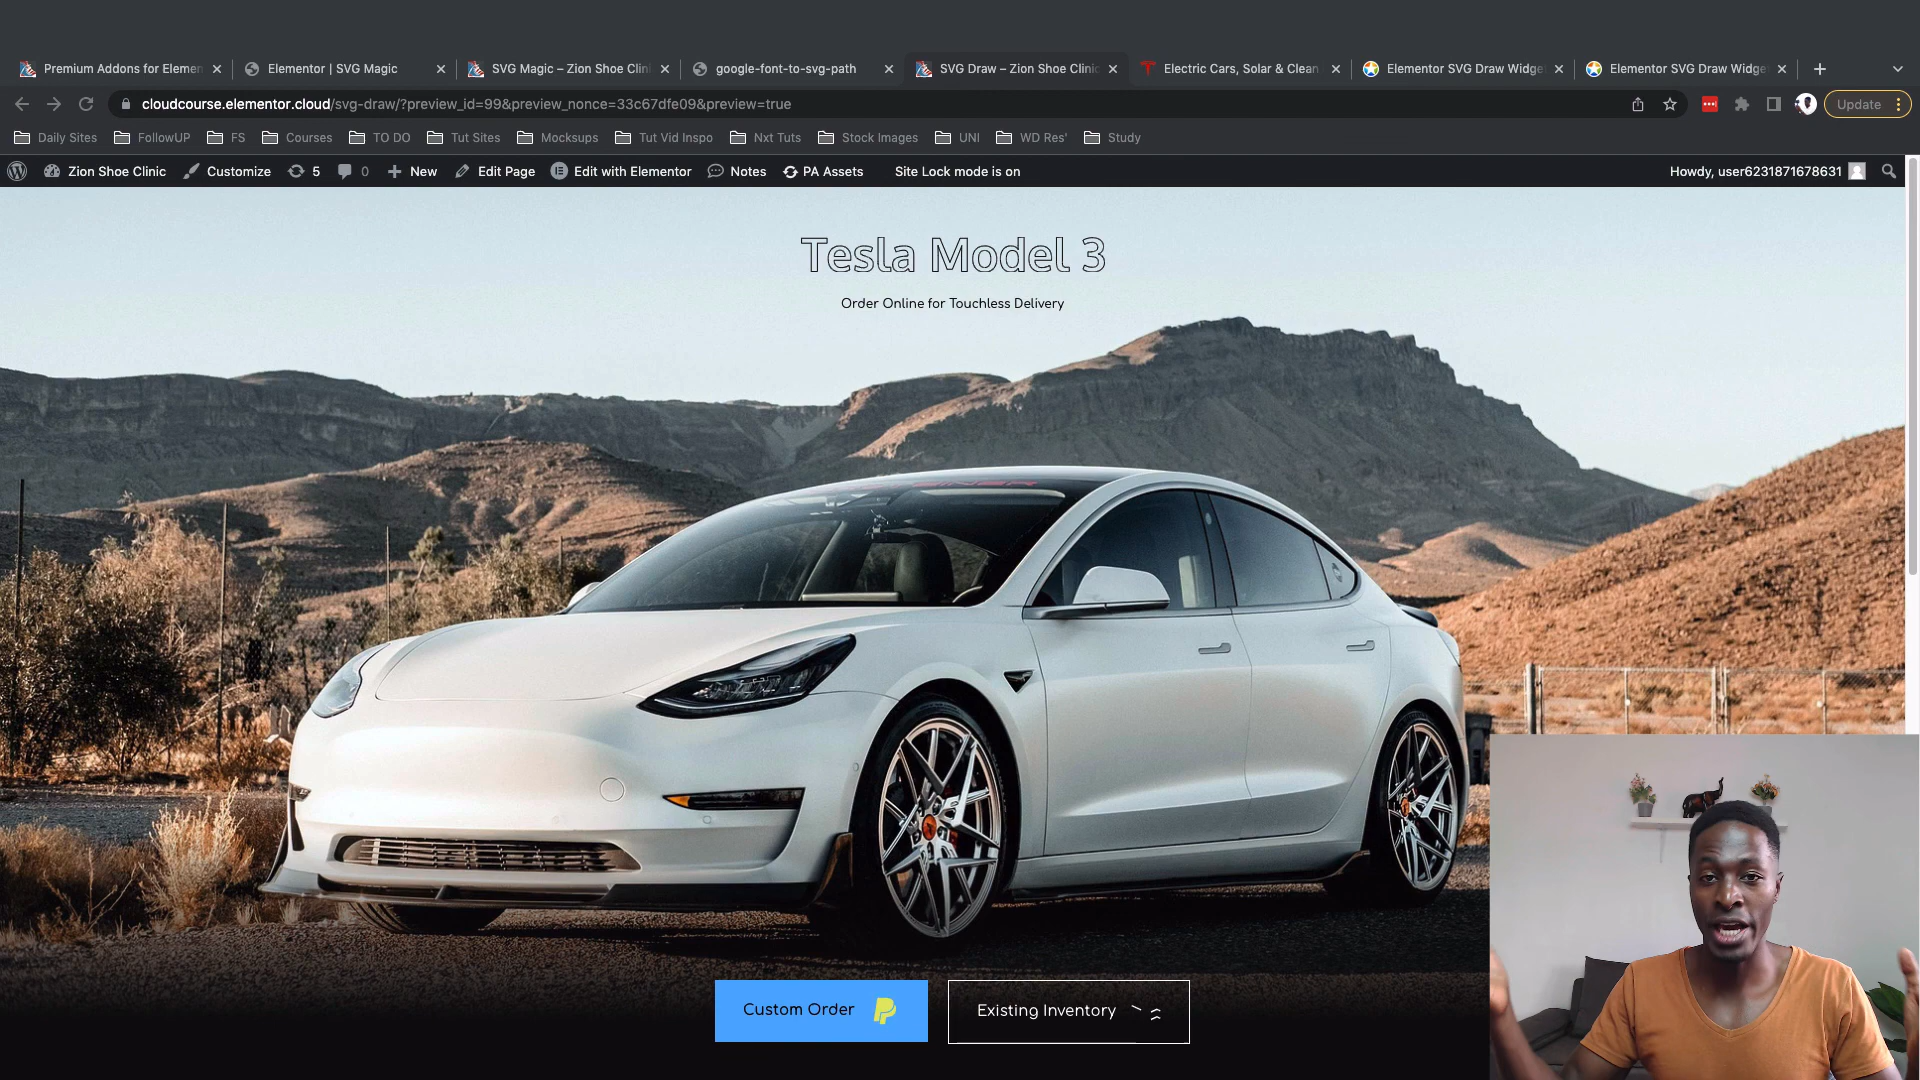 Premium Addons for Elemen
Elementor | SVG Magic
SVG Magic – Zion Shoe Clini
google-font-to-svg-path
SVG Draw – Zion Shoe Clinic
Electric Cars, Solar & Clean
Elementor SVG Draw Widge
Elementor SVG Draw Widge
cloudcourse.elementor.cloud/svg-draw/?preview_id=99&preview_nonce=33c67dfe09&preview=true
Update
Daily Sites
FollowUP
FS
Courses
TO DO
Tut Sites
Mocksups
Tut Vid Inspo
Nxt Tuts
Stock Images
UNI
WD Res'
Study
Zion Shoe Clinic
Customize
5
0
New
Edit Page
Edit with Elementor
Notes
PA Assets
Site Lock mode is on
Howdy, user6231871678631
Tesla Model 3
Order Online for Touchless Delivery
Custom Order
Existing Inventory